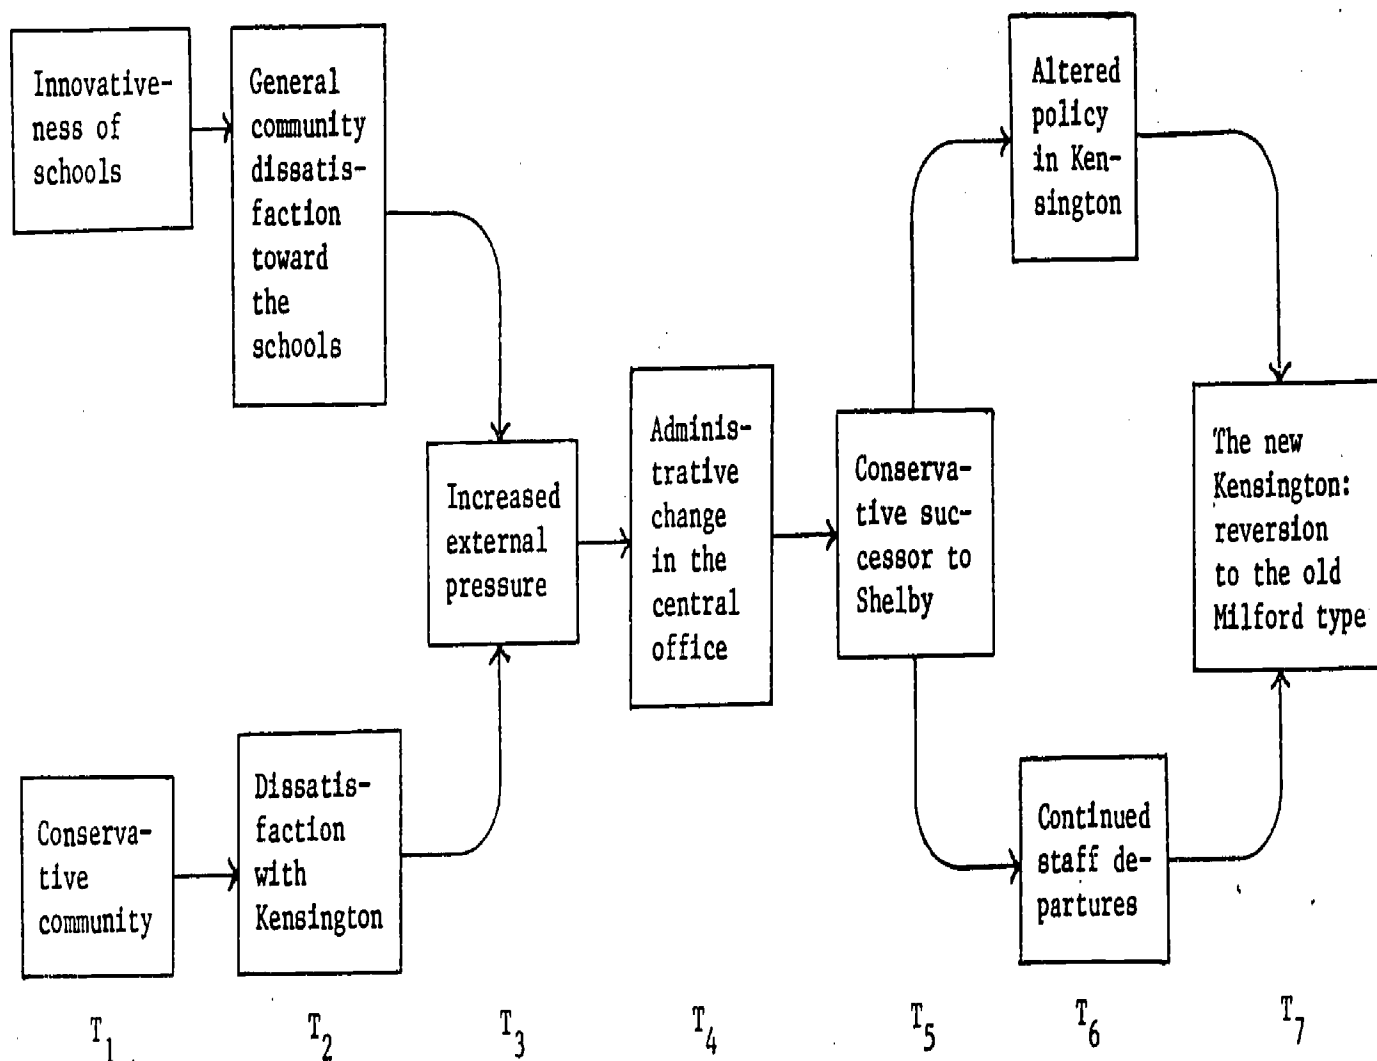 Innovative-
ness of
schools
General
community
dissatis-
faction
toward
the
schools
Conserva-
tive
community
Dissatis-
faction
with
Kensington
Increased
external
pressure
Adminis-
trative
change
in the
central
office
Conserva-
tive suc-
cessor to
Shelby
Altered
policy
in Ken-
sington
Continued
staff de-
partures
The new
Kensington:
reversion
to the old
Milford type
T1 T2 T3 T4 T5 T6 T7